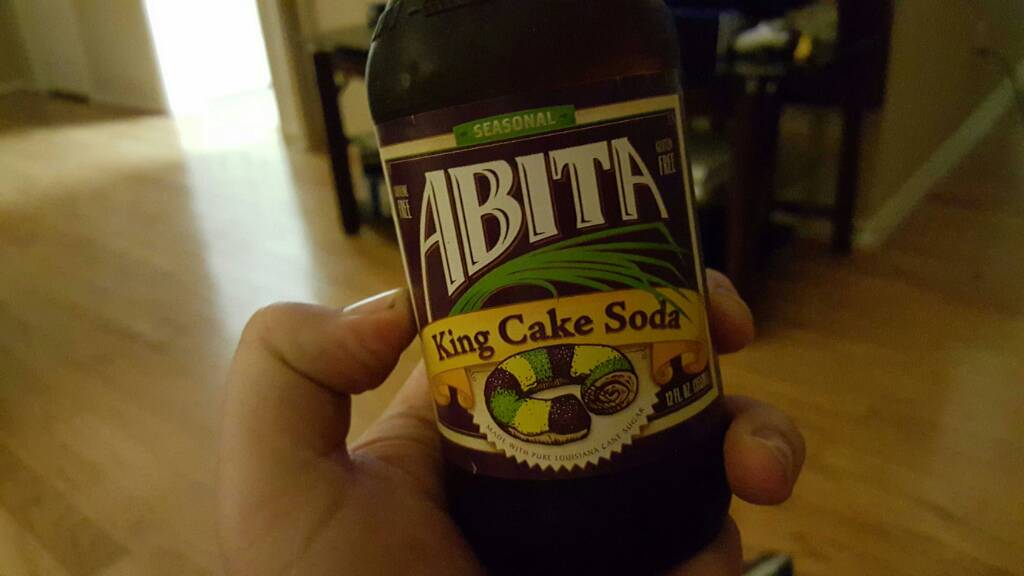 SEASONAL
ABITA
FREE
FREE
King Cake Soda
12 FL. OZ.
MADE WITH PURE LOUISIANA CANE SUGAR